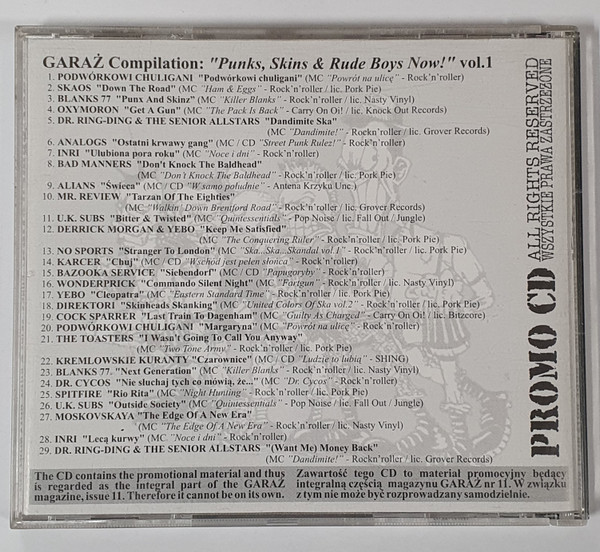 GARAŻ Compilation: "Punks, Skins & Rude Boys Now!" vol.1
1. PODWÓRKOWI CHULIGANI "Podwórkowi chuligani" (MC "Powrót na ulicę" - Rock'n'roller)
2. SKAOS "Down The Road" (MC "Ham & Eggs" - Rock'n'roller / lic. Pork Pie)
3. BLANKS 77 "Punx And Skinz" (MC "Killer Blanks" - Rock'n'roller / lic. Nasty Vinyl)
4. OXYMORON "Get A Gun" (MC "The Pack Is Back" - Carry On Oi! / lic. Knock Out Records)
5. DR. RING-DING & THE SENIOR ALLSTARS "Dandimite Ska"
(MC "Dandimite!" - Rockn'n'roller / lic. Grover Records)
6. ANALOGS "Ostatni krwawy gang" (MC / CD "Street Punk Rulez!" - Rock'n'roller)
7. INRI "Ulubiona pora roku" (MC "Noce i dni" - Rock'n'roller)
8. BAD MANNERS "Don't Knock The Baldhead"
(MC "Don't Knock The Baldhead" - Rock'n'roller / lic. Pork Pie)
9. ALIANS "Święca" (MC / CD "W samo południe" - Antena Krzyku Unc.)
10. MR. REVIEW "Tarzan Of The Eighties"
(MC "Walkin' Down Brentford Road" - Rock'n'roller / lic. Grover Records)
11. U.K. SUBS "Bitter & Twisted" (MC "Quintessentials" - Pop Noise / lic. Fall Out / Jungle)
12. DERRICK MORGAN & YEBO "Keep Me Satisfied"
(MC "The Conquering Ruler" - Rock'n'roller / lic. Pork Pie)
13. NO SPORTS "Stranger To London" (MC "Ska...Ska...Skandal vol.1" - Rock'n'roller / lic. Pork Pie)
14. KARCER "Chuj" (MC "Wschód jest pełen słońca" - Rock'n'roller)
15. BAZOOKA SERVICE "Siebendorf" (MC / CD "Papugoryby" - Rock'n'roller)
16. WONDERPRICK "Commando Silent Night" (MC "Färtgun" - Rock'n'roller / lic. Nasty Vinyl)
17. YEBO "Cleopatra" (MC "Eastern Standard Time" - Rock'n'roller / lic. Pork Pie)
18. DIREKTORI "Skinheads Skanking" (MC "United Colors Of Ska vol.2" - Rock'n'roller / lic. Pork Pie)
19. COCK SPARRER "Last Train To Dagenham" (MC "Guilty As Charged" - Carry On Oi! / lic. Bitzcore)
20. PODWÓRKOWI CHULIGANI "Margaryna" (MC "Powrót na ulicę" - Rock'n'roller)
21. THE TOASTERS "I Wasn't Going To Call You Anyway"
(MC "Two Tone Army" - Rock'n'roller / lic. Pork Pie)
22. KREMLOWSKIE KURANTY "Czarownice" (MC / CD "Ludzie to lubią" - SHING)
23. BLANKS 77. "Next Generation" (MC "Killer Blanks" - Rock'n'roller / lic. Nasty Vinyl)
24. DR. CYCOS "Nie słuchaj tych co mówią, że..." (MC / CD "Dr. Cycos" - Rock'n'roller)
25. SPITFIRE "Rio Rita" (MC "Night Hunting" - Rock'n'roller / lic. Pork Pie)
26. U.K. SUBS "Outside Society" (MC "Quintessentials" - Pop Noise / lic. Fall Out / Jungle)
27. MOSKOVSKAYA "The Edge Of A New Era"
(MC "The Edge Of A New Era" - Rock'n'roller / lic. Pork Pie)
28. INRI "Lecą kurwy" (MC "Noce i dni" - Rock'n'roller)
29. DR. RING-DING & THE SENIOR ALLSTARS "(Want Me) Money Back"
(MC "Dandimite!" - Rock'n'roller / lic. Grover Records)
The CD contains the promotional material and thus
is regarded as the integral part of the GARAŻ
magazine, issue 11. Therefore it cannot be on its own.
Zawartość tego CD to materiał promocyjny będący
integralną częścią magazynu GARAŻ nr 11. W związku
z tym nie może być rozprowadzany samodzielnie.
PROMO CD
ALL RIGHTS RESERVED
WSZYSTKIE PRAWA ZASTRZEŻONE